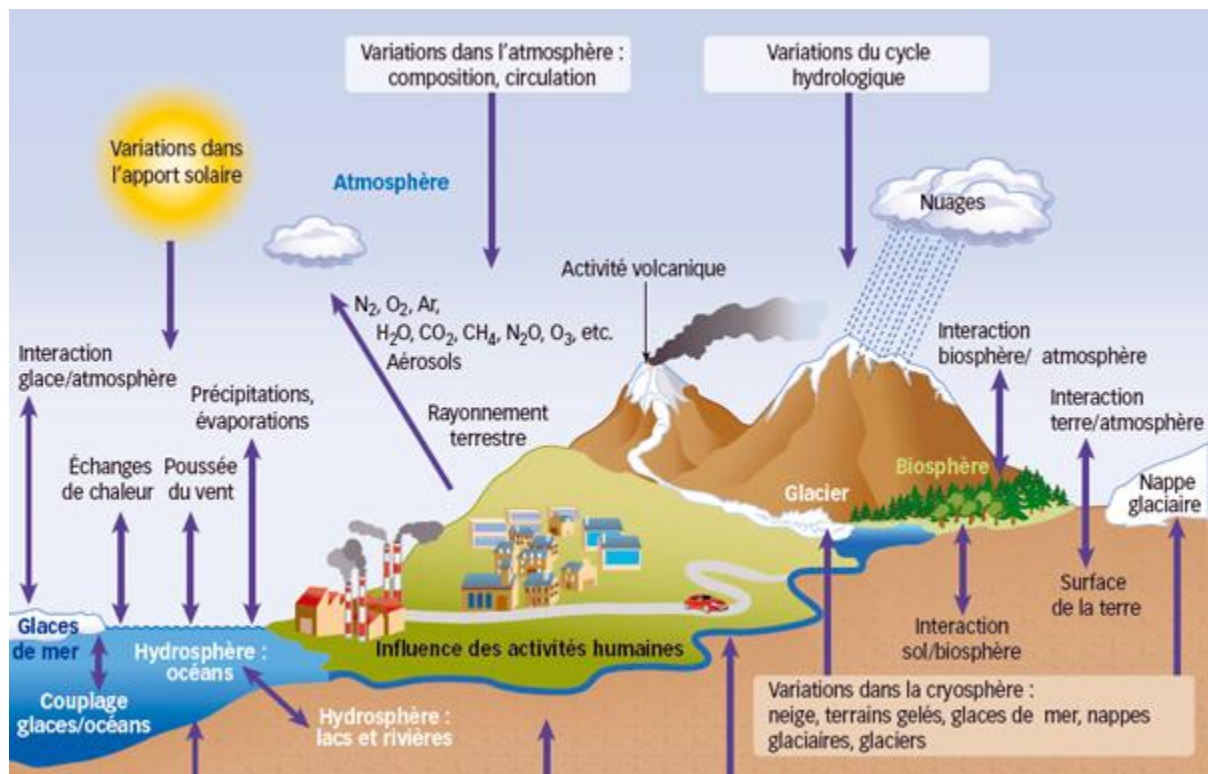 Variations dans l'atmosphère :
composition, circulation
Variations du cycle
hydrologique
Variations dans
l'apport solaire
Atmosphère
Nuages
Activité volcanique
N₂, O₂, Ar,
H₂O, CO₂, CH₄, N₂O, O₃, etc.
Aérosols
Interaction
glace/atmosphère
Précipitations,
évaporations
Rayonnement
terrestre
Interaction
biosphère/ atmosphère
Interaction
terre/atmosphère
Échanges
de chaleur
Poussée
du vent
Biosphère
Glacier
Nappe
glaciaire
Surface
de la terre
Glaces
de mer
Hydrosphère :
océans
Influence des activités humaines
Interaction
sol/biosphère
Couplage
glaces/océans
Hydrosphère :
lacs et rivières
Variations dans la cryosphère :
neige, terrains gelés, glaces de mer, nappes
glaciaires, glaciers